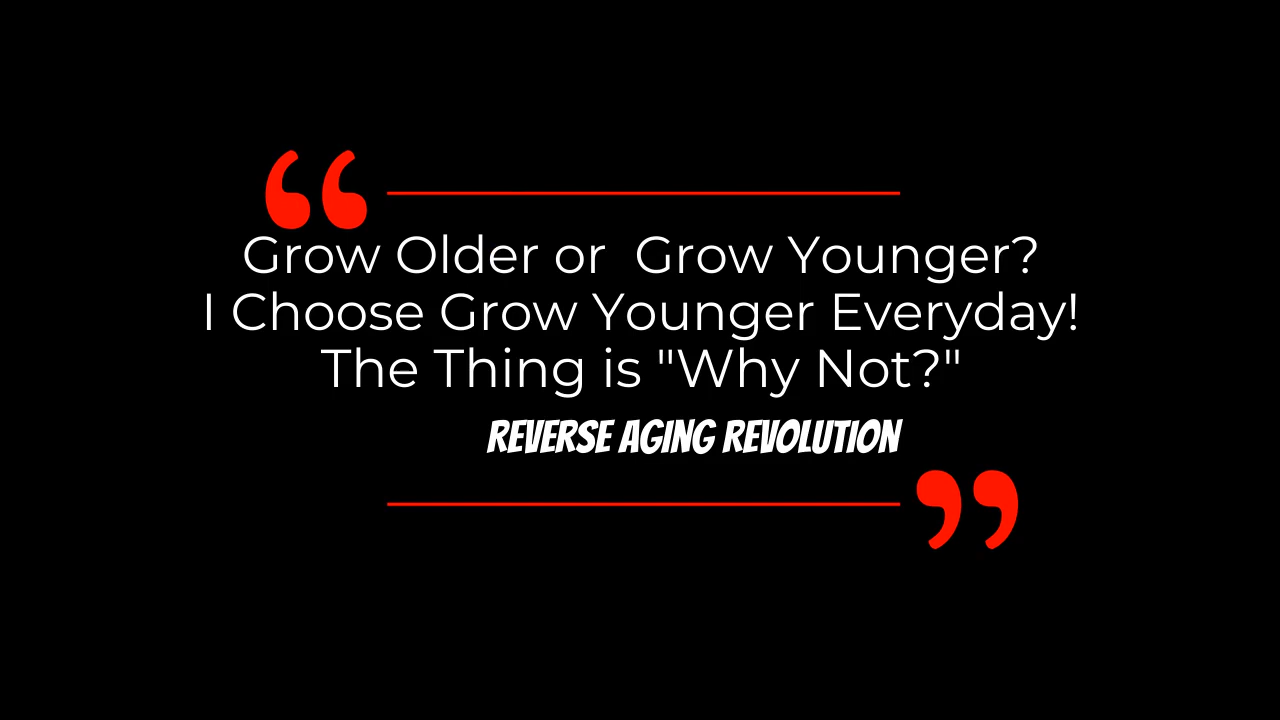 Grow Older or  Grow Younger?
I Choose Grow Younger Everyday!
The Thing is "Why Not?"
REVERSE AGING REVOLUTION